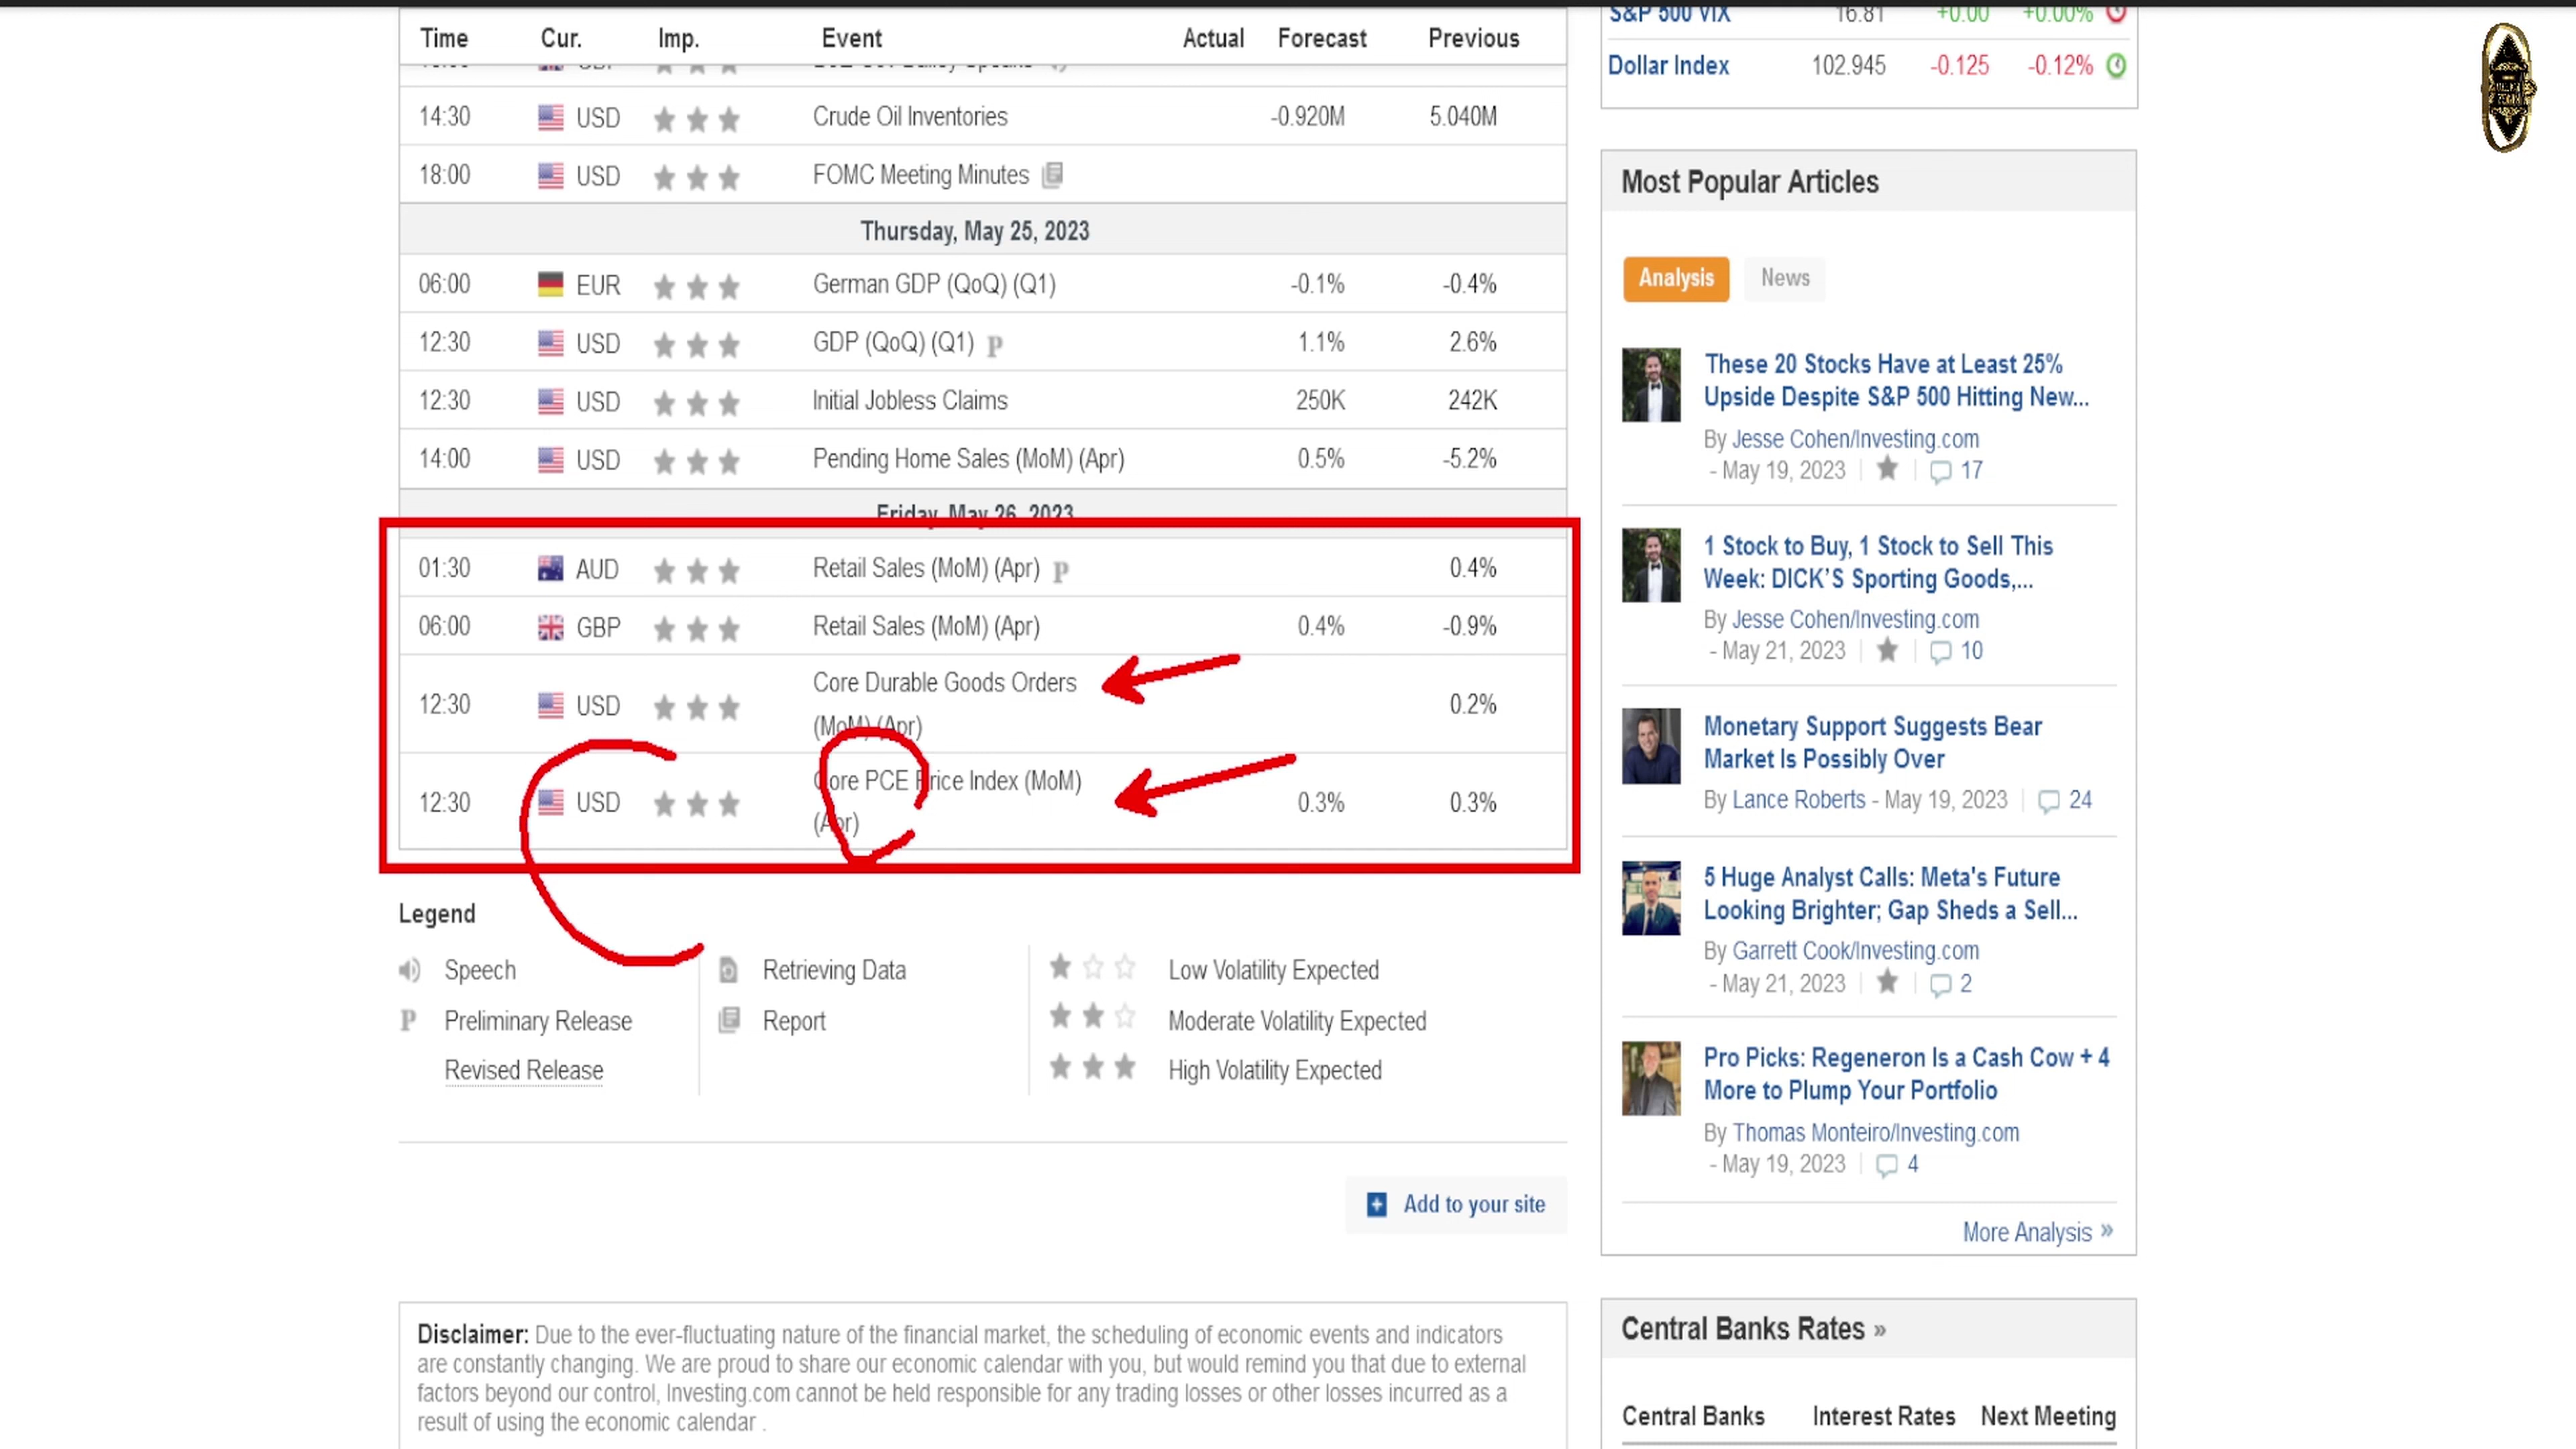 Time Cur. Imp. Event Actual Forecast Previous
14:30 USD Crude Oil Inventories -0.920M 5.040M
18:00 USD FOMC Meeting Minutes
Thursday, May 25, 2023
06:00 EUR German GDP (QoQ) (Q1) -0.1% -0.4%
12:30 USD GDP (QoQ) (Q1) P 1.1% 2.6%
12:30 USD Initial Jobless Claims 250K 242K
14:00 USD Pending Home Sales (MoM) (Apr) 0.5% -5.2%
Friday, May 26, 2023
01:30 AUD Retail Sales (MoM) (Apr) P 0.4%
06:00 GBP Retail Sales (MoM) (Apr) 0.4% -0.9%
12:30 USD Core Durable Goods Orders
(MoM) (Apr) 0.2%
12:30 USD Core PCE Price Index (MoM)
(Apr) 0.3% 0.3%
Legend
Speech
P Preliminary Release
Revised Release
Retrieving Data
Report
Low Volatility Expected
Moderate Volatility Expected
High Volatility Expected
Add to your site
Disclaimer: Due to the ever-fluctuating nature of the financial market, the scheduling of economic events and indicators
are constantly changing. We are proud to share our economic calendar with you, but would remind you that due to external
factors beyond our control, Investing.com cannot be held responsible for any trading losses or other losses incurred as a
result of using the economic calendar .
S&P 500 VIX 16.81 +0.00 +0.00%
Dollar Index 102.945 -0.125 -0.12%
Most Popular Articles
Analysis News
These 20 Stocks Have at Least 25%
Upside Despite S&P 500 Hitting New...
By Jesse Cohen/Investing.com
- May 19, 2023 17
1 Stock to Buy, 1 Stock to Sell This
Week: DICK'S Sporting Goods,...
By Jesse Cohen/Investing.com
- May 21, 2023 10
Monetary Support Suggests Bear
Market Is Possibly Over
By Lance Roberts - May 19, 2023 24
5 Huge Analyst Calls: Meta's Future
Looking Brighter; Gap Sheds a Sell...
By Garrett Cook/Investing.com
- May 21, 2023 2
Pro Picks: Regeneron Is a Cash Cow + 4
More to Plump Your Portfolio
By Thomas Monteiro/Investing.com
- May 19, 2023 4
More Analysis »
Central Banks Rates »
Central Banks Interest Rates Next Meeting